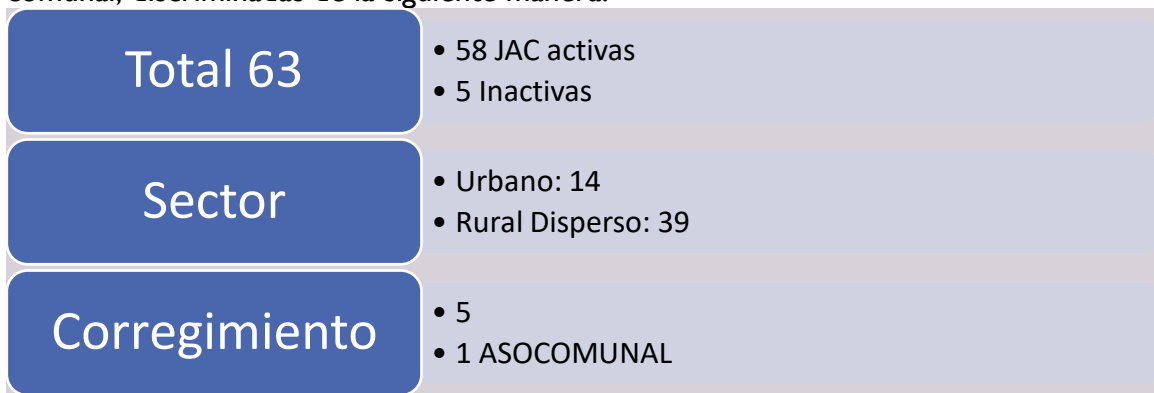 Total 63
• 58 JAC activas
• 5 Inactivas
Sector
• Urbano: 14
• Rural Disperso: 39
Corregimiento
• 5
• 1 ASOCOMUNAL